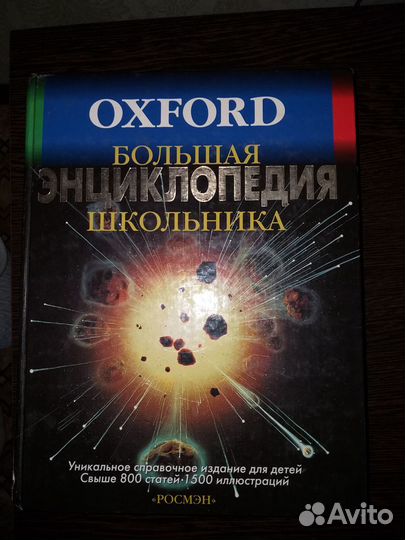 OXFORD
БОЛЬШАЯ
ЭНЦИКЛОПЕДИЯ
ШКОЛЬНИКА
Уникальное справочное издание для детей
Свыше 800 статей·1500 иллюстраций
«РОСМЭН»
Avito